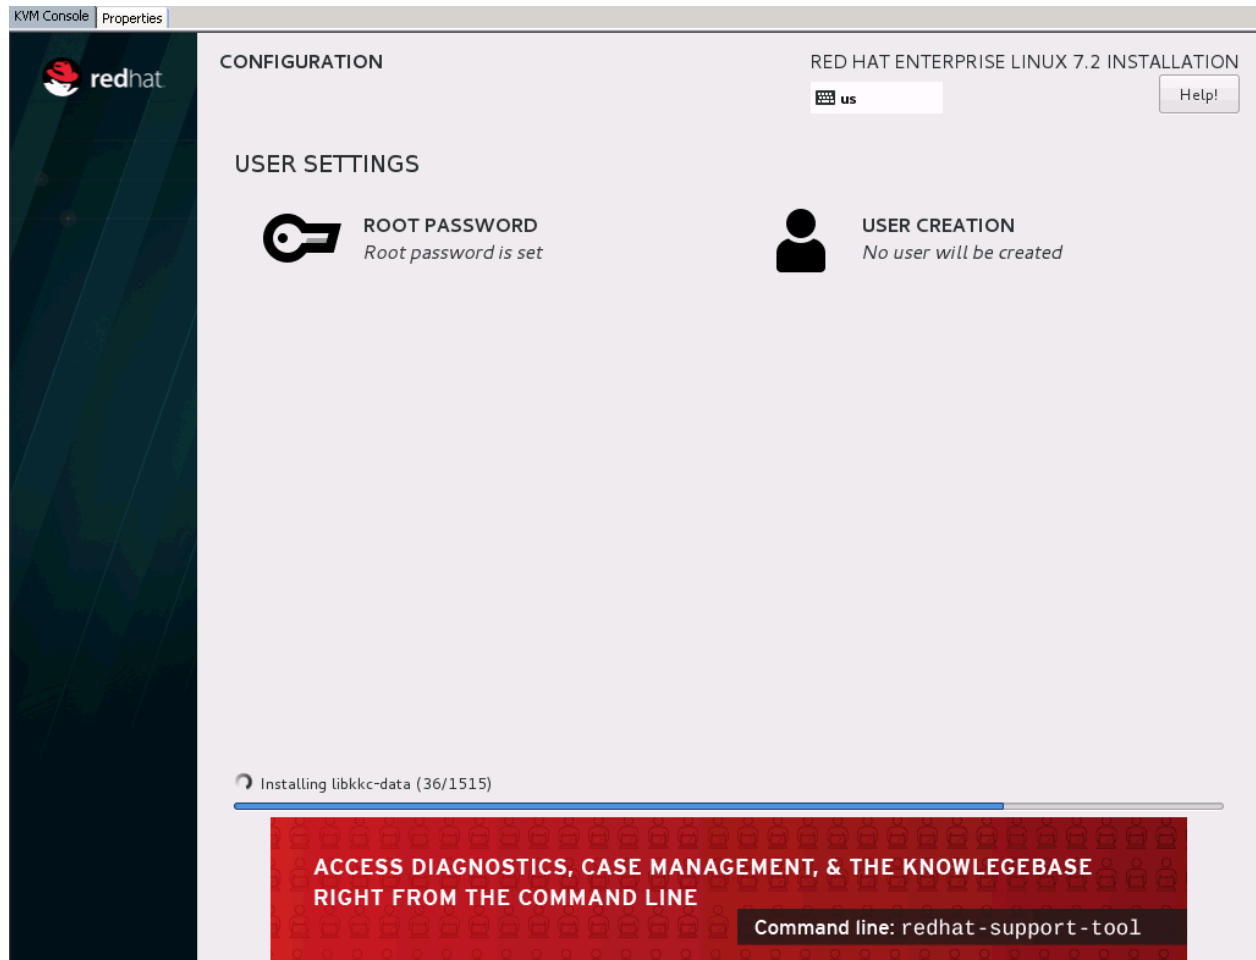 KVM Console Properties
redhat.
CONFIGURATION
RED HAT ENTERPRISE LINUX 7.2 INSTALLATION
us
Help!
USER SETTINGS
ROOT PASSWORD
Root password is set
USER CREATION
No user will be created
Installing libkkc-data (36/1515)
ACCESS DIAGNOSTICS, CASE MANAGEMENT, & THE KNOWLEGEBASE
RIGHT FROM THE COMMAND LINE
Command line: redhat-support-tool